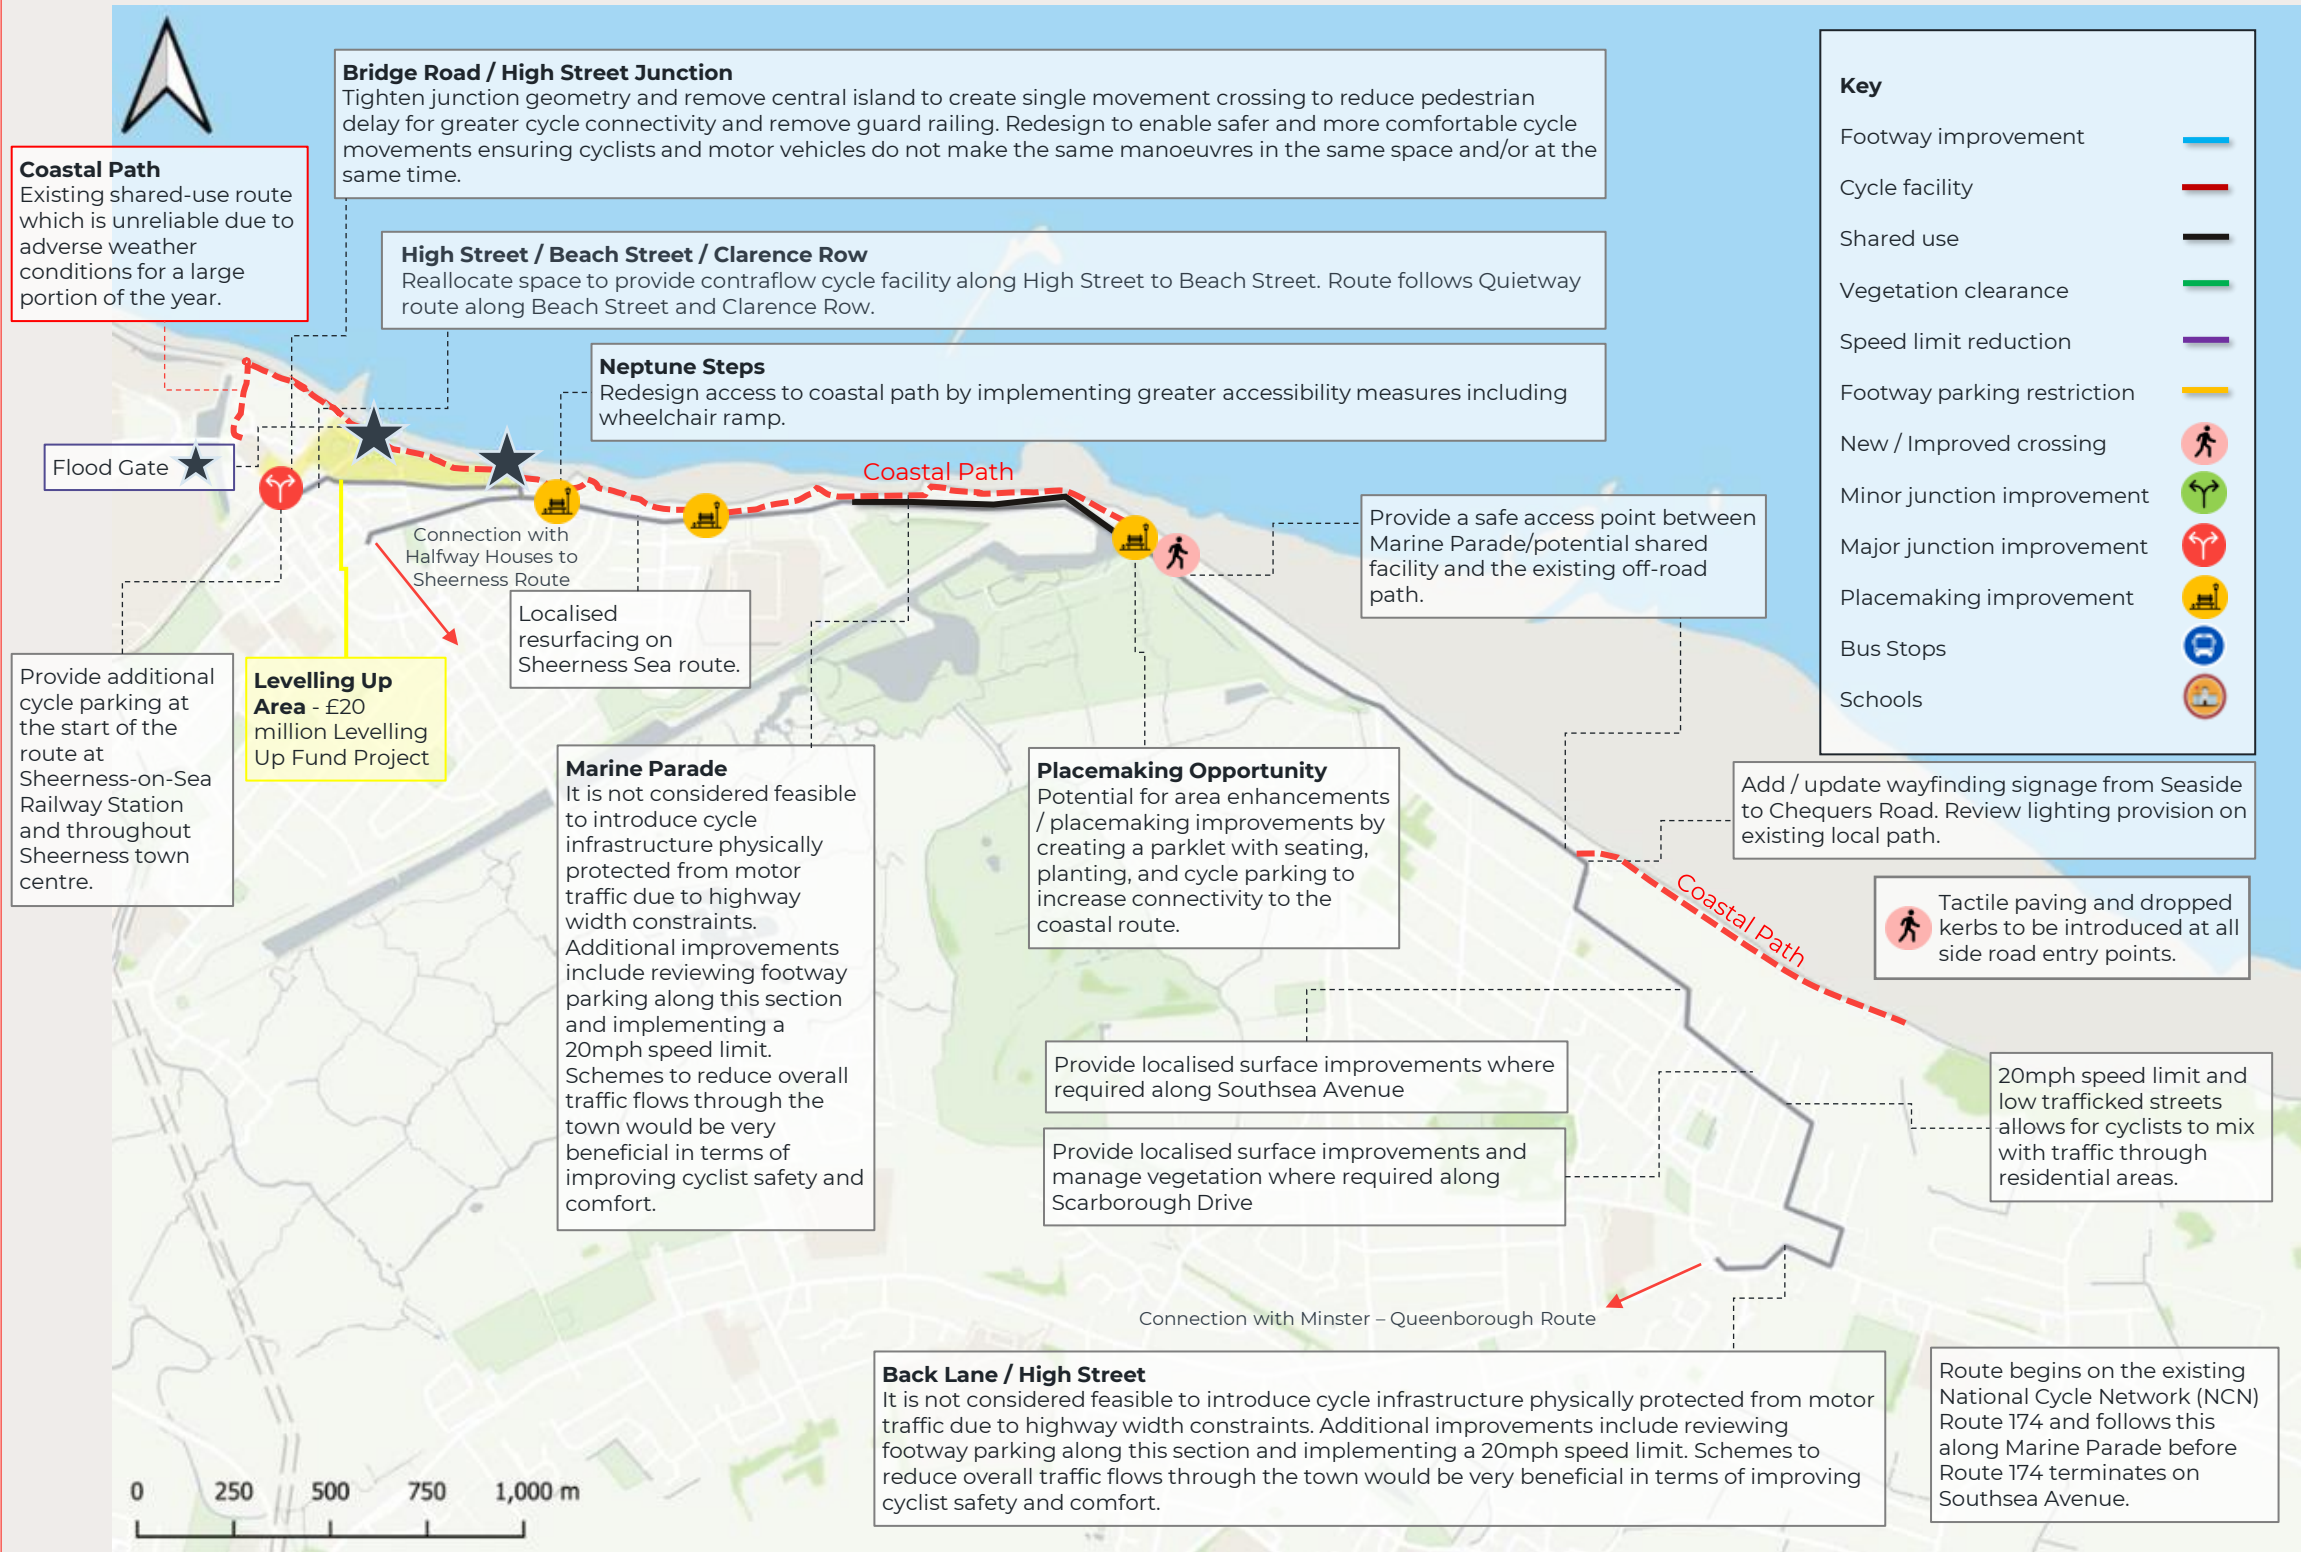 Bridge Road / High Street Junction
Tighten junction geometry and remove central island to create single movement crossing to reduce pedestrian
delay for greater cycle connectivity and remove guard railing. Redesign to enable safer and more comfortable cycle
movements ensuring cyclists and motor vehicles do not make the same manoeuvres in the same space and/or at the
same time.
Key
Footway improvement
Cycle facility
Shared use
Vegetation clearance
Speed limit reduction
Footway parking restriction
New / Improved crossing
Minor junction improvement
Major junction improvement
Placemaking improvement
Bus Stops
Schools
Coastal Path
Existing shared-use route
which is unreliable due to
adverse weather
conditions for a large
portion of the year.
High Street / Beach Street / Clarence Row
Reallocate space to provide contraflow cycle facility along High Street to Beach Street. Route follows Quietway
route along Beach Street and Clarence Row.
Neptune Steps
Redesign access to coastal path by implementing greater accessibility measures including
wheelchair ramp.
Flood Gate
Coastal Path
Connection with
Halfway Houses to
Sheerness Route
Provide a safe access point between
Marine Parade/potential shared
facility and the existing off-road
path.
Localised
resurfacing on
Sheerness Sea route.
Provide additional
cycle parking at
the start of the
route at
Sheerness-on-Sea
Railway Station
and throughout
Sheerness town
centre.
Levelling Up
Area - £20
million Levelling
Up Fund Project
Marine Parade
It is not considered feasible
to introduce cycle
infrastructure physically
protected from motor
traffic due to highway
width constraints.
Additional improvements
include reviewing footway
parking along this section
and implementing a
20mph speed limit.
Schemes to reduce overall
traffic flows through the
town would be very
beneficial in terms of
improving cyclist safety and
comfort.
Placemaking Opportunity
Potential for area enhancements
/ placemaking improvements by
creating a parklet with seating,
planting, and cycle parking to
increase connectivity to the
coastal route.
Add / update wayfinding signage from Seaside
to Chequers Road. Review lighting provision on
existing local path.
Coastal Path
Tactile paving and dropped
kerbs to be introduced at all
side road entry points.
Provide localised surface improvements where
required along Southsea Avenue
Provide localised surface improvements and
manage vegetation where required along
Scarborough Drive
20mph speed limit and
low trafficked streets
allows for cyclists to mix
with traffic through
residential areas.
Connection with Minster – Queenborough Route
Back Lane / High Street
It is not considered feasible to introduce cycle infrastructure physically protected from motor
traffic due to highway width constraints. Additional improvements include reviewing
footway parking along this section and implementing a 20mph speed limit. Schemes to
reduce overall traffic flows through the town would be very beneficial in terms of improving
cyclist safety and comfort.
Route begins on the existing
National Cycle Network (NCN)
Route 174 and follows this
along Marine Parade before
Route 174 terminates on
Southsea Avenue.
0 250 500 750 1,000 m